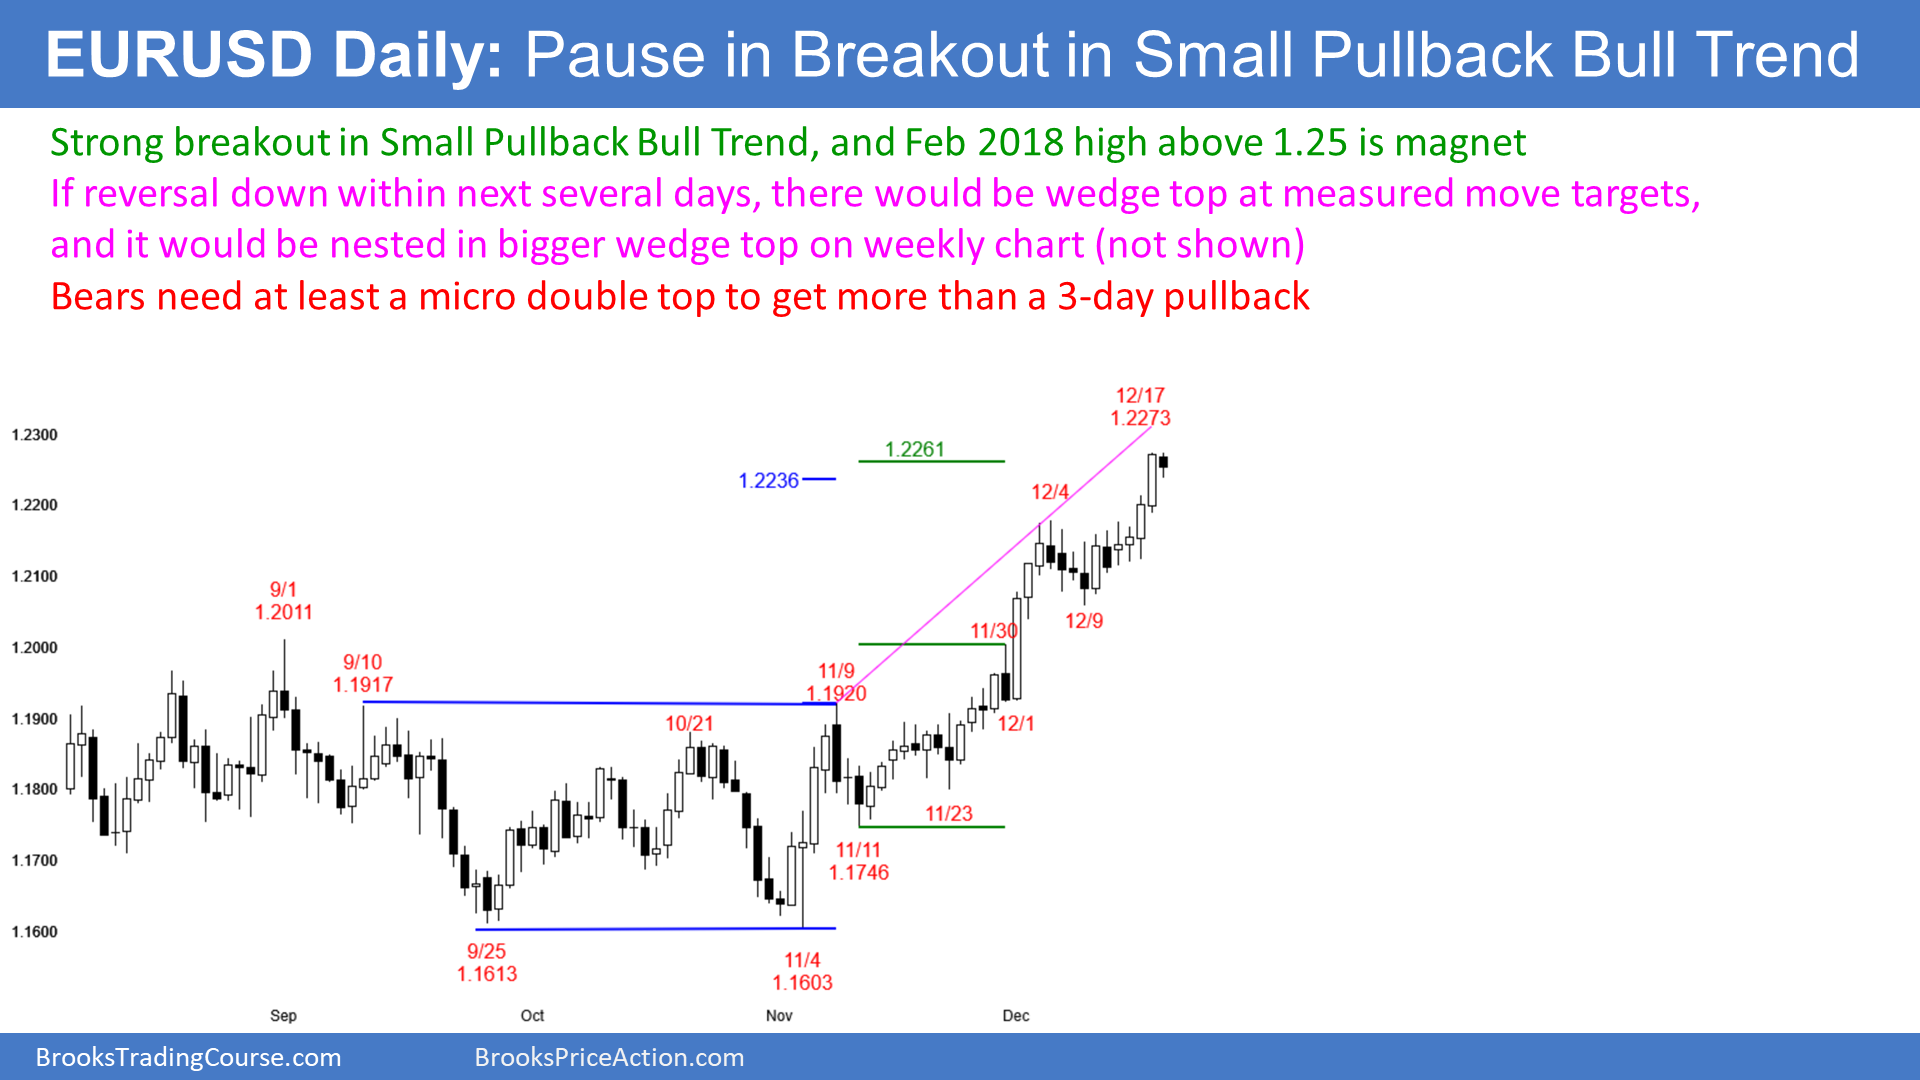 EURUSD Daily: Pause in Breakout in Small Pullback Bull Trend
Strong breakout in Small Pullback Bull Trend, and Feb 2018 high above 1.25 is magnet
If reversal down within next several days, there would be wedge top at measured move targets,
and it would be nested in bigger wedge top on weekly chart (not shown)
Bears need at least a micro double top to get more than a 3-day pullback
12/17
1.2273
1.2300
1.2261
1.2236
12/4
1.2200
1.2100
9/1
1.2011
12/9
11/30
1.2000
9/10
1.1917
11/9
1.1920
1.1900
10/21
12/1
1.1800
11/23
11/11
1.1746
1.1700
1.1600
9/25
1.1613
11/4
1.1603
Sep
Oct
Nov
Dec
BrooksTradingCourse.com
BrooksPriceAction.com